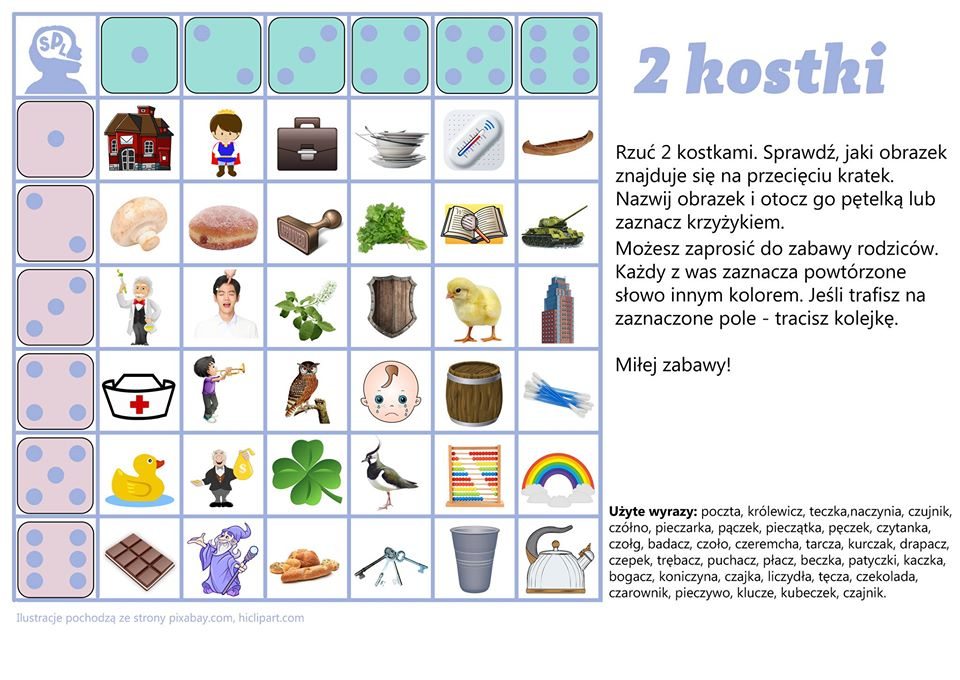 SPL
2 kostki
Rzuć 2 kostkami. Sprawdź, jaki obrazek
znajduje się na przecięciu kratek.
Nazwij obrazek i otocz go pętelką lub
zaznacz krzyżykiem.
Możesz zaprosić do zabawy rodziców.
Każdy z was zaznacza powtórzone
słowo innym kolorem. Jeśli trafisz na
zaznaczone pole - tracisz kolejkę.
Miłej zabawy!
Użyte wyrazy: poczta, królewicz, teczka,naczynia, czujnik,
czółno, pieczarka, pączek, pieczątka, pęczek, czytanka,
czołg, badacz, czoło, czeremcha, tarcza, kurczak, drapacz,
czepek, trębacz, puchacz, płacz, beczka, patyczki, kaczka,
bogacz, koniczyna, czajka, liczydła, tęcza, czekolada,
czarownik, pieczywo, klucze, kubeczek, czajnik.
Ilustracje pochodzą ze strony pixabay.com, hiclipart.com